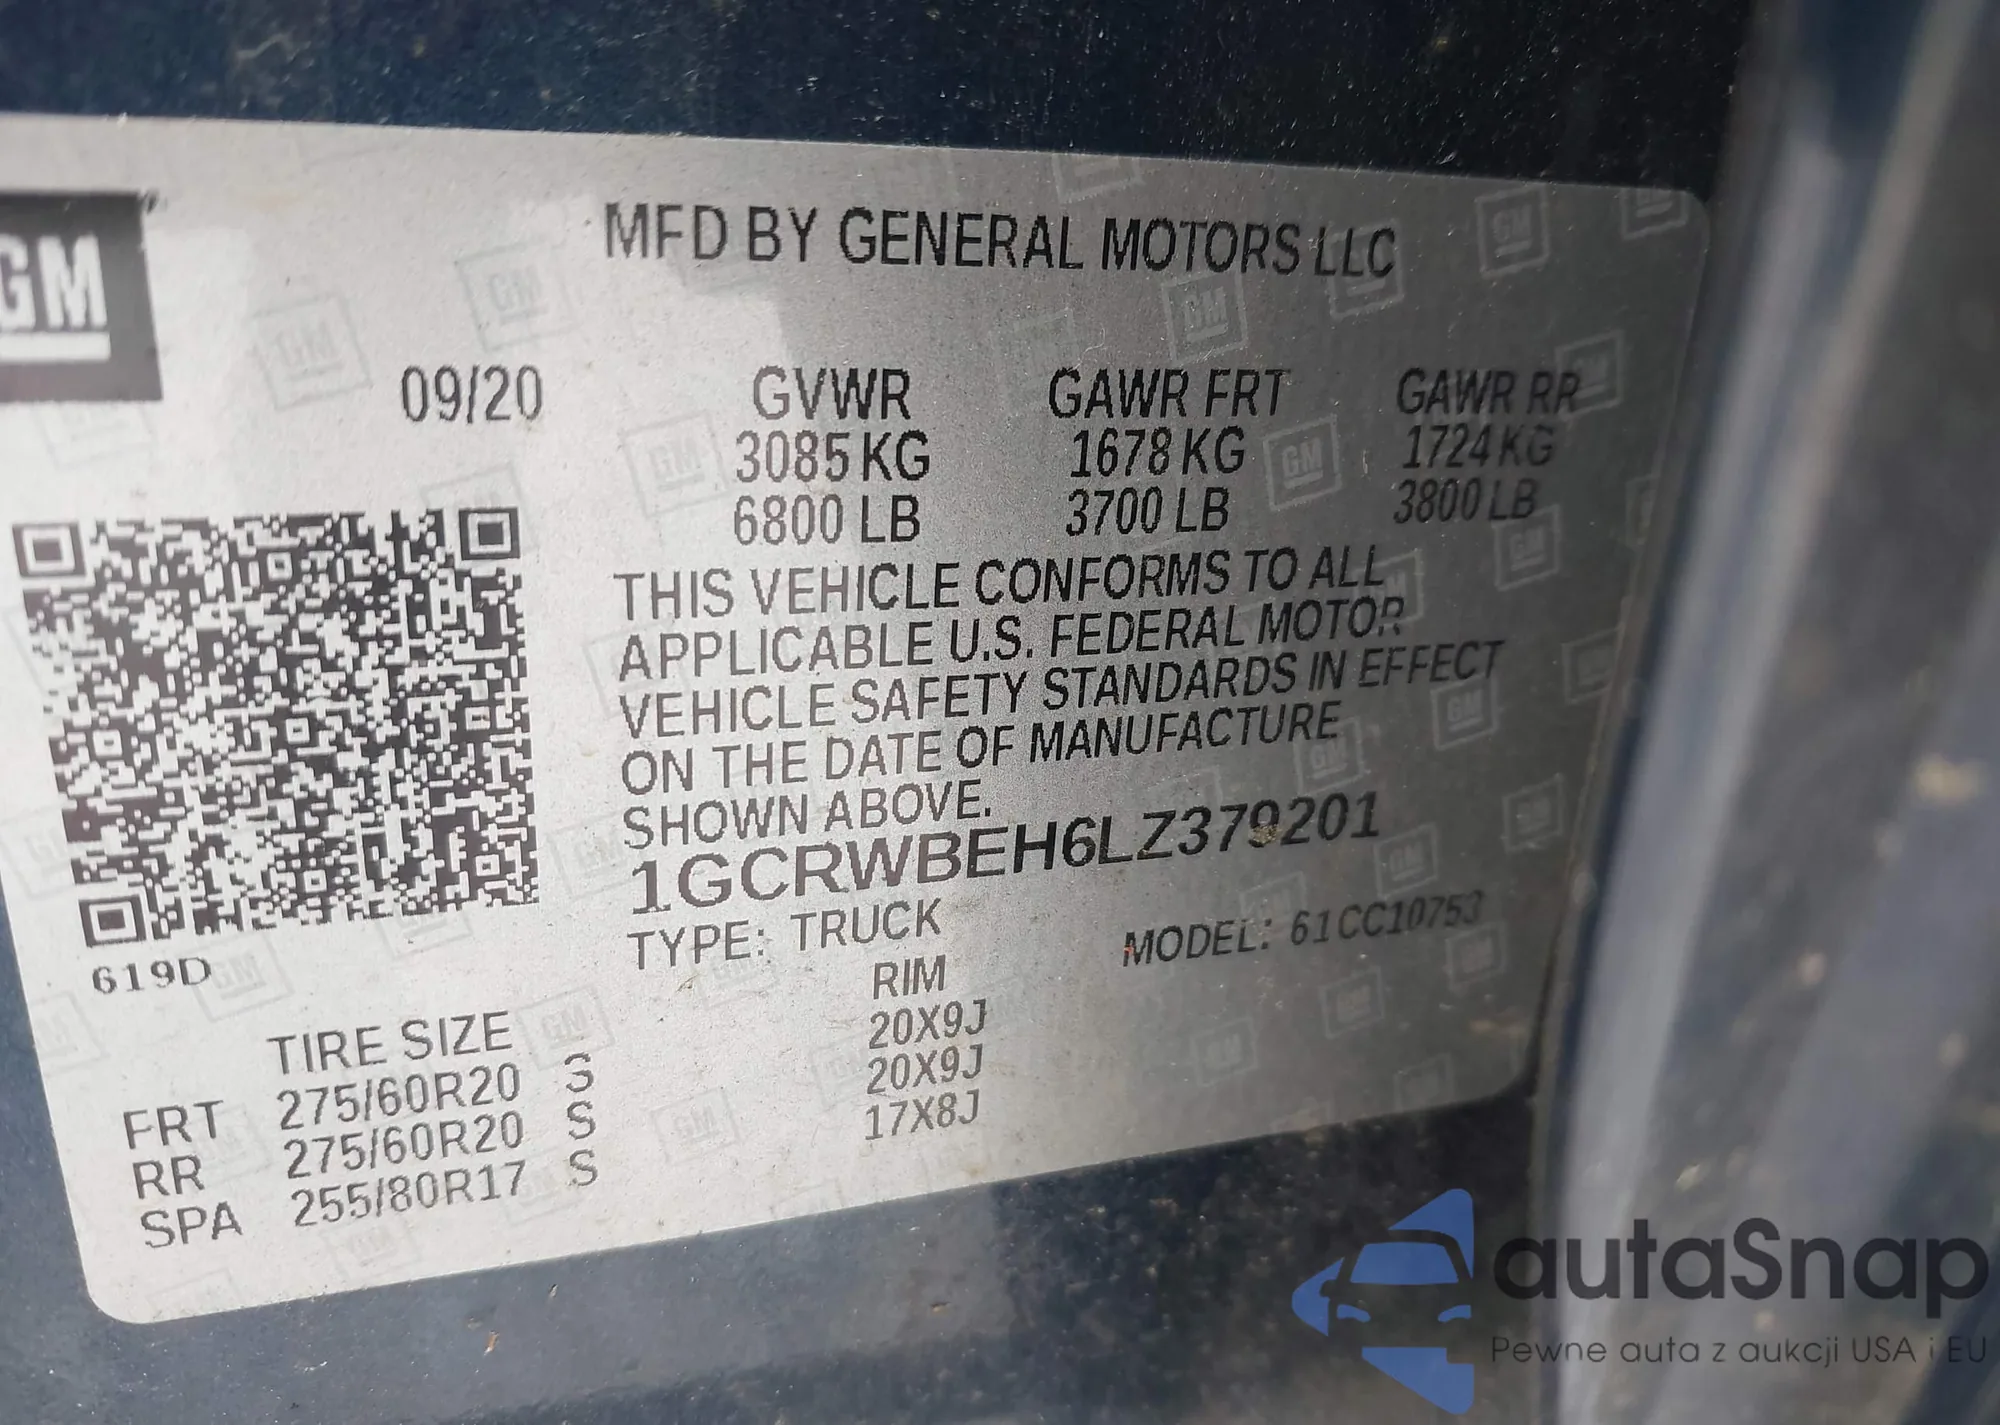 GM
MFD BY GENERAL MOTORS LLC
09/20 GVWR GAWR FRT GAWR RR
3085 KG 1678 KG 1724 KG
6800 LB 3700 LB 3800 LB
THIS VEHICLE CONFORMS TO ALL
APPLICABLE U.S. FEDERAL MOTOR
VEHICLE SAFETY STANDARDS IN EFFECT
ON THE DATE OF MANUFACTURE
SHOWN ABOVE.
1GCRWBEH6LZ379201
TYPE: TRUCK MODEL: 61CC10753
619D
TIRE SIZE RIM
FRT 275/60R20 S 20X9J
RR 275/60R20 S 20X9J
SPA 255/80R17 S 17X8J
autaSnap
Pewne auta z aukcji USA i EU